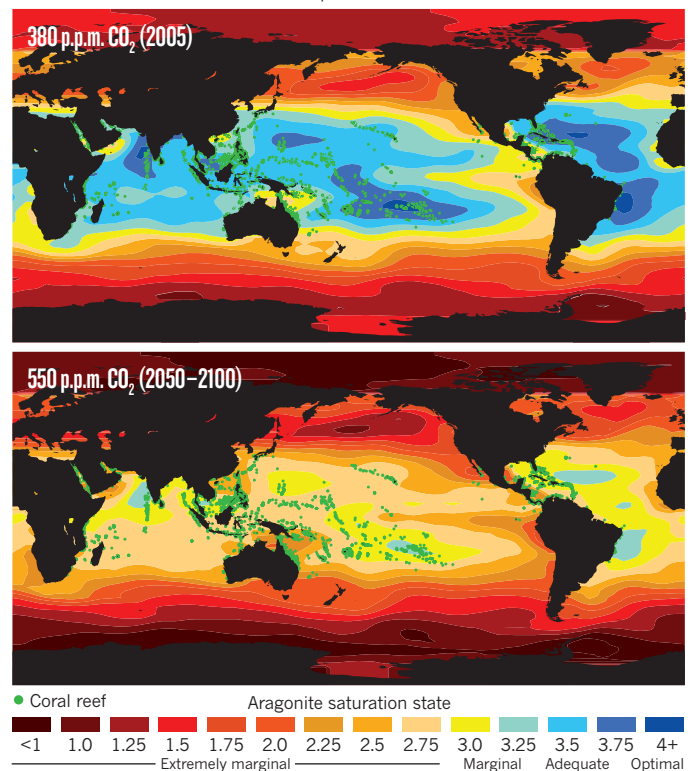 380 p.p.m. CO₂ (2005)
550 p.p.m. CO₂ (2050–2100)
Coral reef
Aragonite saturation state
<1 1.0 1.25 1.5 1.75 2.0 2.25 2.5 2.75 3.0 3.25 3.5 3.75 4+
Extremely marginal Marginal Adequate Optimal